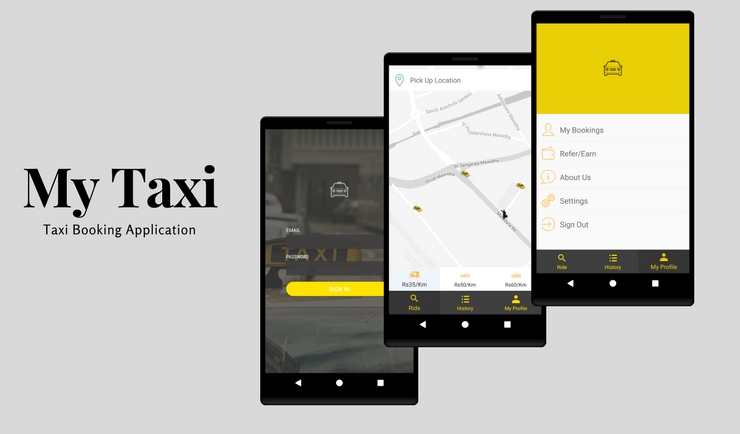 My Taxi
Taxi Booking Application
EMAIL
TAXI
PASSWORD
SIGN IN
Pick Up Location
Rs35/Km
Rs50/Km
Rs60/Km
Ride
History
My Profile
My Bookings
Refer/Earn
About Us
Settings
Sign Out
Ride
History
My Profile